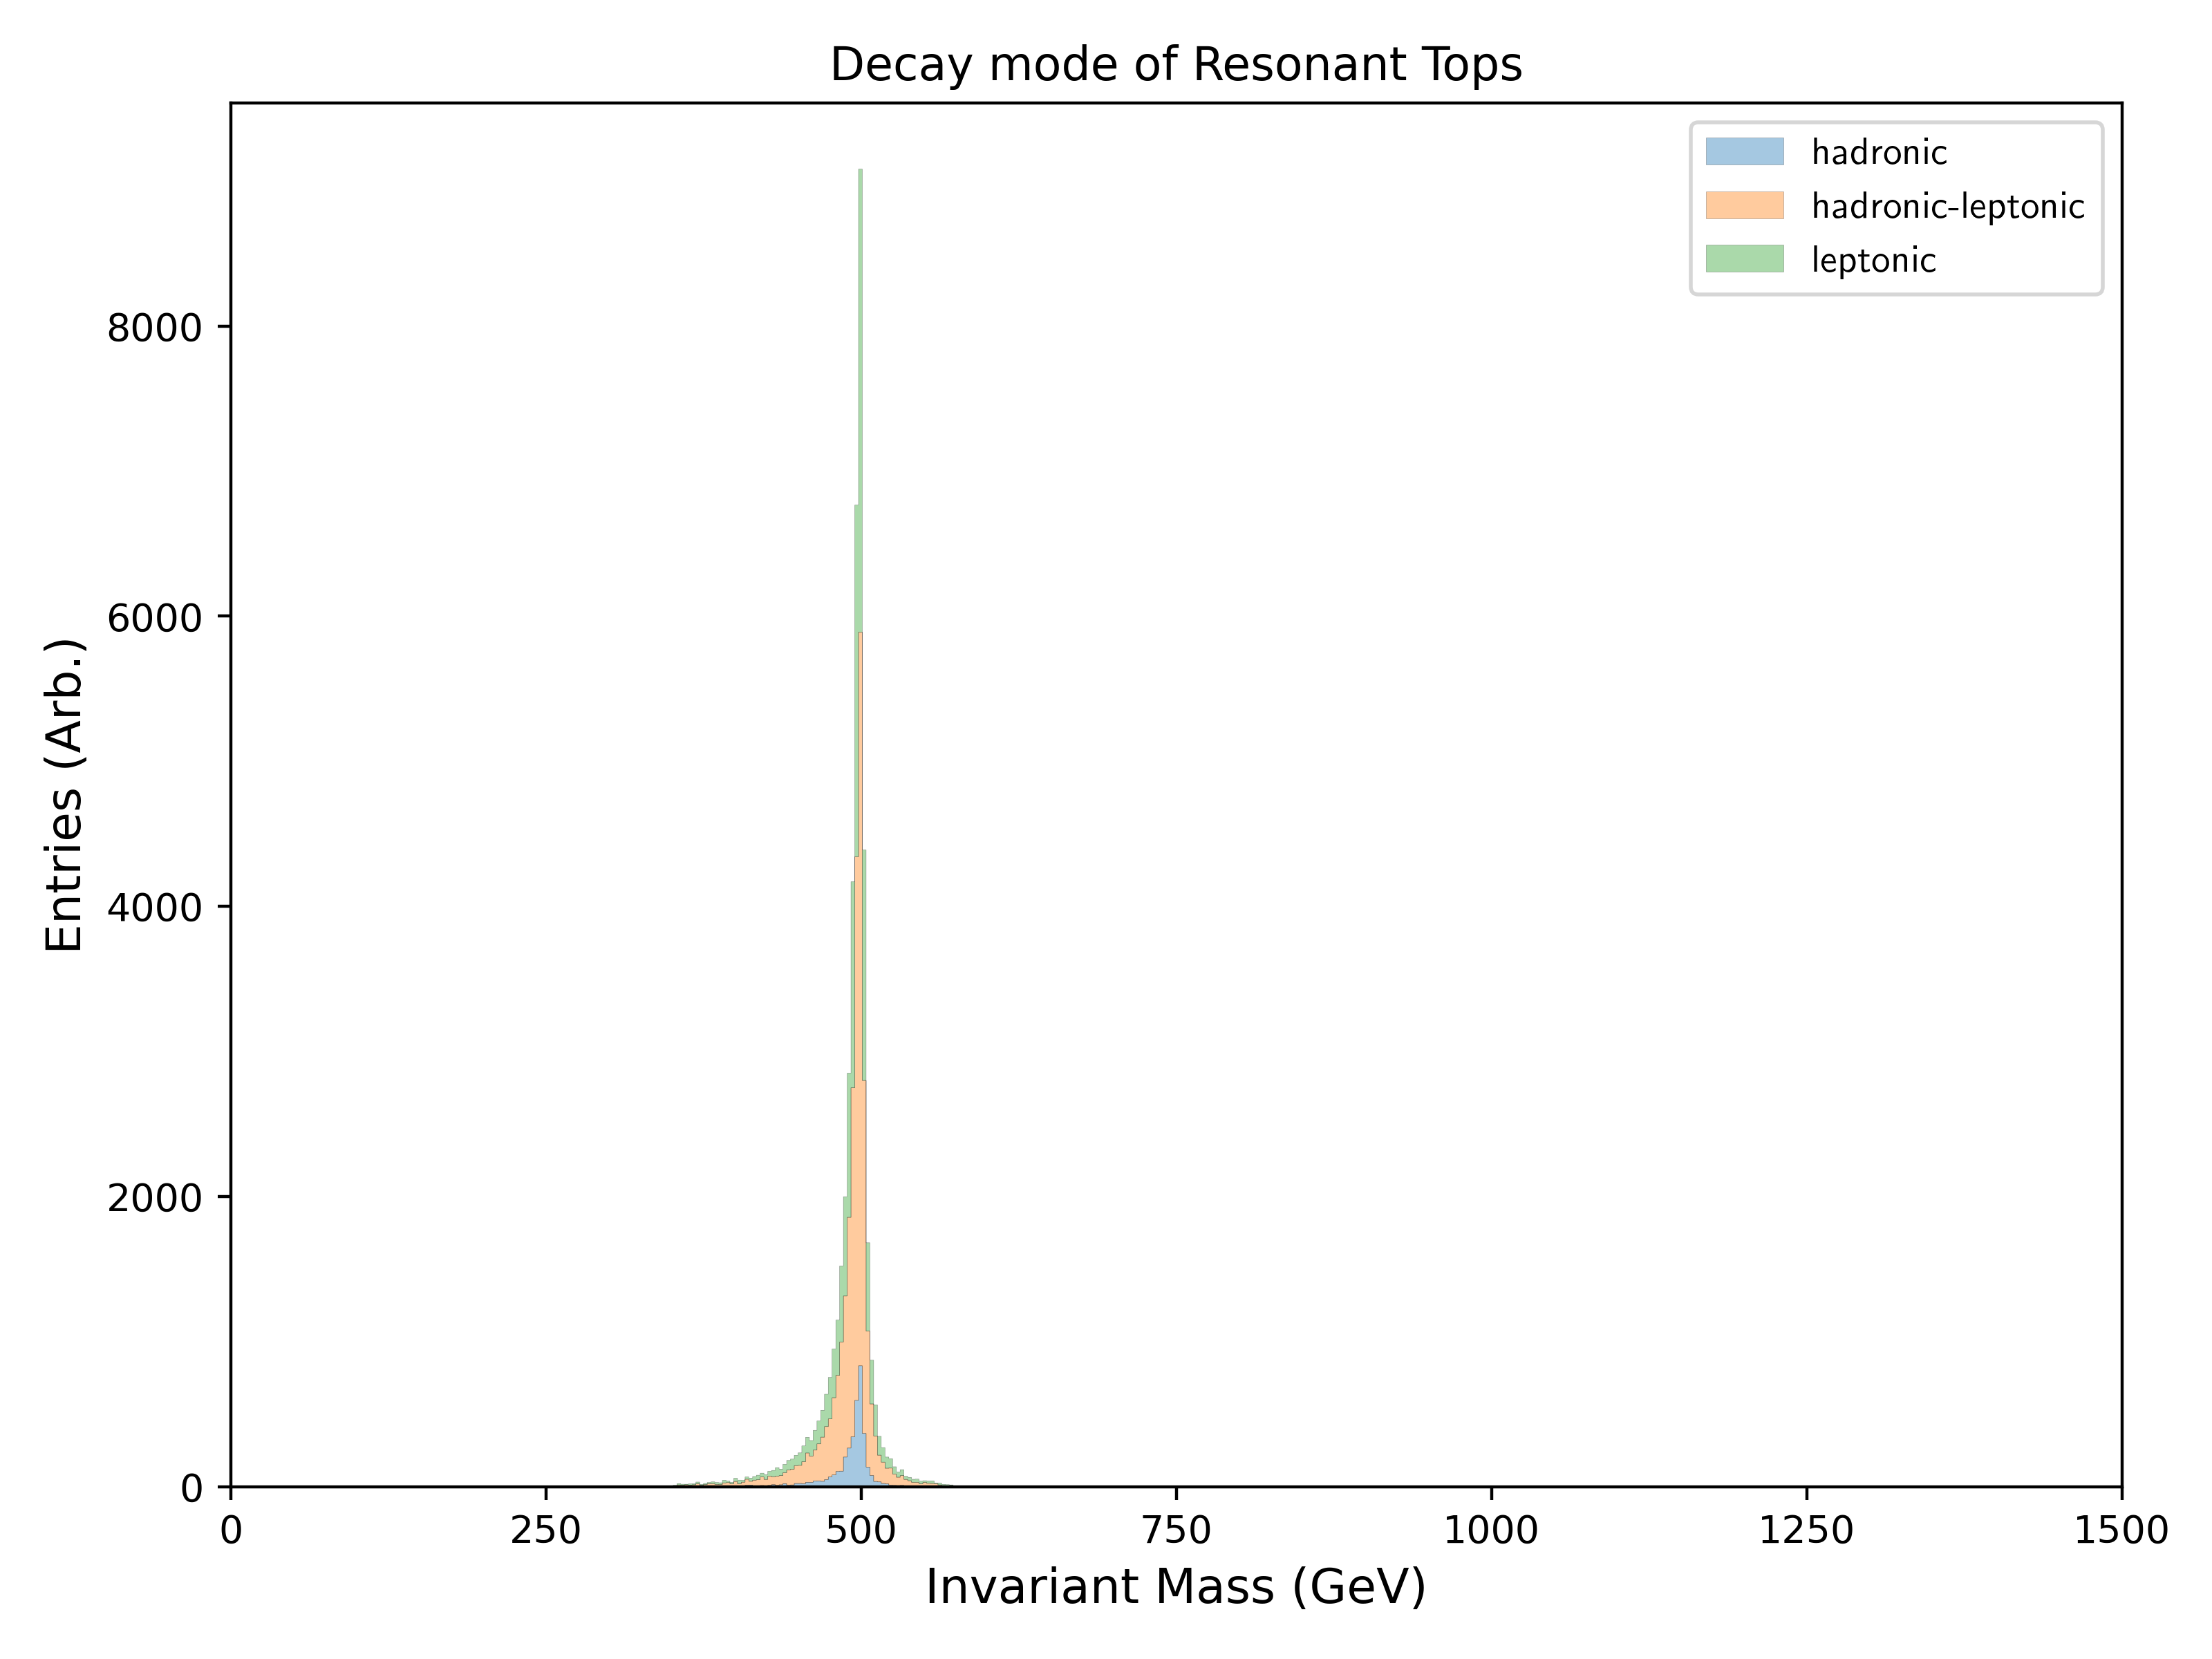 Decay mode of Resonant Tops
hadronic
hadronic-leptonic
leptonic
Entries (Arb.)
8000
6000
4000
2000
0
0 250 500 750 1000 1250 1500
Invariant Mass (GeV)